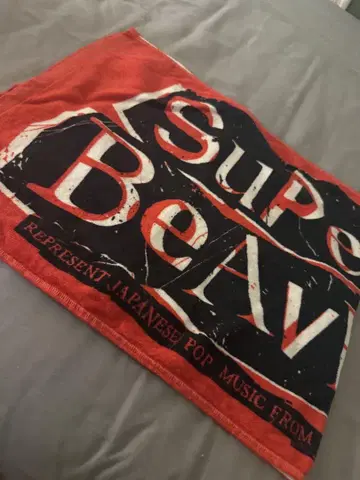 SuPe
BeAV
REPRESENT JAPANESE POP MUSIC FROM